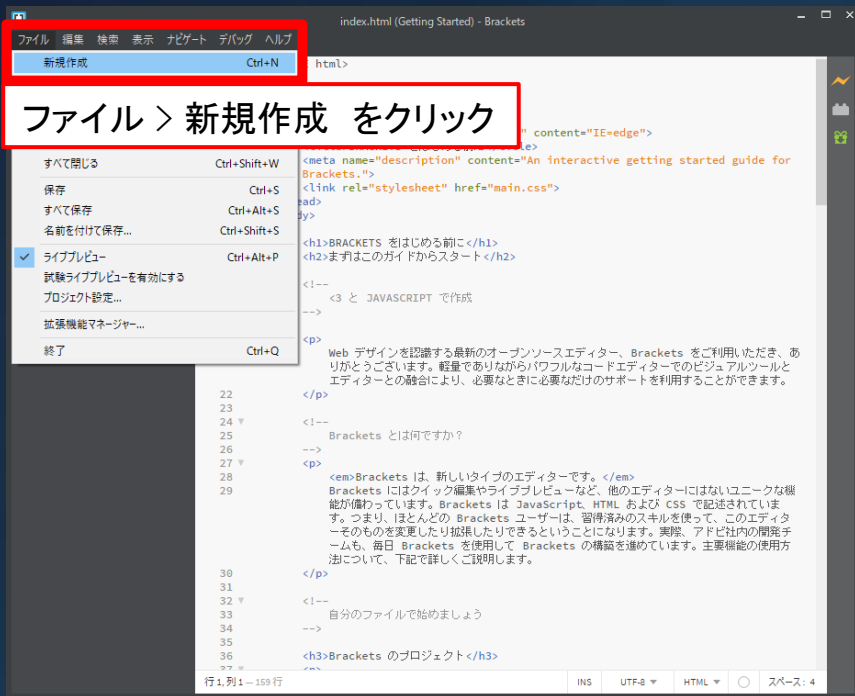 index.html (Getting Started) - Brackets
ファイル 編集 検索 表示 ナビゲート デバッグ ヘルプ
新規作成 Ctrl+N
html>
ファイル > 新規作成 をクリック
" content="IE=edge">
すべて閉じる Ctrl+Shift+W
<meta name="description" content="An interactive getting started guide for
Brackets.">
保存 Ctrl+S
<link rel="stylesheet" href="main.css">
すべて保存 Ctrl+Alt+S
ead>
名前を付けて保存... Ctrl+Shift+S
dy>
<h1>BRACKETS をはじめる前に</h1>
✓ ライブプレビュー Ctrl+Alt+P
<h2>まずはこのガイドからスタート</h2>
試験ライブプレビューを有効にする
<!--
プロジェクト設定...
<3 と JAVASCRIPT で作成
-->
拡張機能マネージャー...
<p>
終了 Ctrl+Q
Web デザインを認識する最新のオープンソースエディター、Brackets をご利用いただき、あ
りがとうございます。軽量でありながらパワフルなコードエディターでのビジュアルツールと
エディターとの融合により、必要なときに必要なだけのサポートを利用することができます。
22 </p>
23
24 ▼ <!--
25 Brackets とは何ですか？
26 -->
27 ▼ <p>
28 <em>Brackets は、新しいタイプのエディターです。</em>
29 Brackets にはクイック編集やライブプレビューなど、他のエディターにはないユニークな機
能が備わっています。Brackets は JavaScript、HTML および CSS で記述されていま
す。つまり、ほとんどの Brackets ユーザーは、習得済みのスキルを使って、このエディタ
ーそのものを変更したり拡張したりできるということになります。実際、アドビ社内の開発チ
ームも、毎日 Brackets を使用して Brackets の構築を進めています。主要機能の使用方
法について、下記で詳しくご説明します。
30 </p>
31
32 ▼ <!--
33 自分のファイルで始めましょう
34 -->
35
36 <h3>Brackets のプロジェクト</h3>
37 ▼ <p>
行 1, 列 1 — 159 行 INS UTF-8 ▼ HTML ▼ スペース: 4